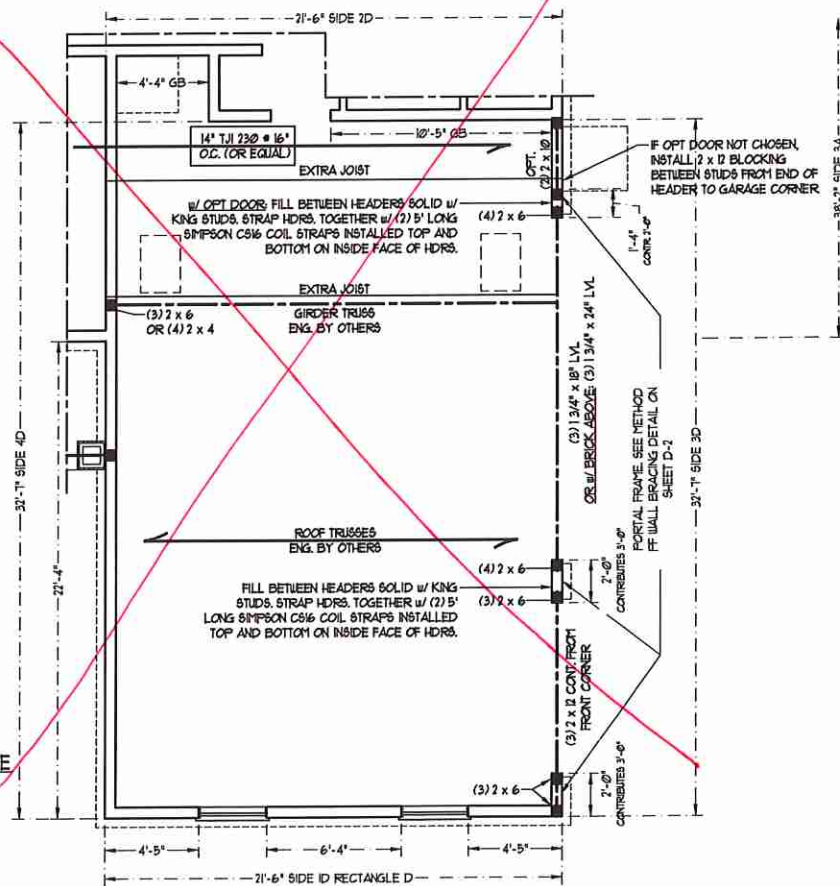 21'-6" SIDE 2D
4'-4" GB
10'-5" GB
14" TJI 230 @ 16"
O.C. (OR EQUAL)
EXTRA JOIST
OPT.
(2) 2 x 10
IF OPT DOOR NOT CHOSEN,
INSTALL 2 x 12 BLOCKING
BETWEEN STUDS FROM END OF
HEADER TO GARAGE CORNER
w/ OPT DOOR: FILL BETWEEN HEADERS SOLID w/
KING STUDS. STRAP HDRS. TOGETHER w/ (2) 5' LONG
SIMPSON CS16 COIL STRAPS INSTALLED TOP AND
BOTTOM ON INSIDE FACE OF HDRS.
(4) 2 x 6
1'-4"
CONTR. 2'-0"
EXTRA JOIST
(3) 2 x 6
OR (4) 2 x 4
GIRDER TRUSS
ENG. BY OTHERS
(3) 1 3/4" x 18" LVL
OR w/ BRICK ABOVE: (3) 1 3/4" x 24" LVL
PORTAL FRAME. SEE METHOD
PF WALL BRACING DETAIL ON
SHEET D-2
32'-7" SIDE 4D
22'-4"
32'-7" SIDE 3D
ROOF TRUSSES
ENG. BY OTHERS
FILL BETWEEN HEADERS SOLID w/ KING
STUDS. STRAP HDRS. TOGETHER w/ (2) 5'
LONG SIMPSON CS16 COIL STRAPS INSTALLED
TOP AND BOTTOM ON INSIDE FACE OF HDRS.
(4) 2 x 6
(3) 2 x 6
2'-0"
CONTRIBUTES 3'-0"
(3) 2 x 12 CONT. FROM
FRONT CORNER
(3) 2 x 6
2'-0"
CONTRIBUTES 3'-0"
4'-5"
6'-4"
4'-5"
21'-6" SIDE 1D RECTANGLE D